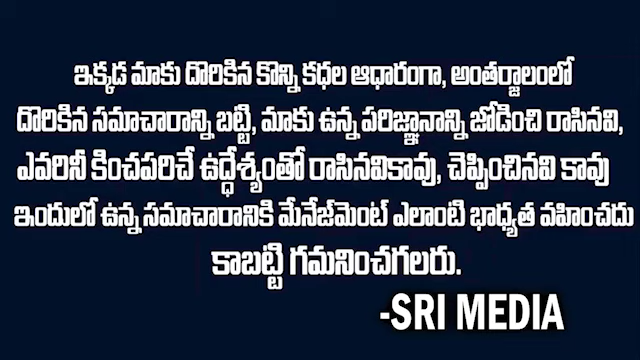 ఇక్కడ మాకు దొరికిన కొన్ని కధల ఆధారంగా, అంతర్జాలంలో
దొరికిన సమాచారాన్ని బట్టి, మాకు ఉన్న పరిజ్ఞానాన్ని జోడించి రాసినవి,
ఎవరినీ కించపరిచే ఉద్ధేశ్యంతో రాసినవికావు, చెప్పించినవి కావు
ఇందులో ఉన్న సమాచారానికి మేనేజ్‌మెంట్ ఎలాంటి భాధ్యత వహించదు
కాబట్టి గమనించగలరు.
-SRI MEDIA